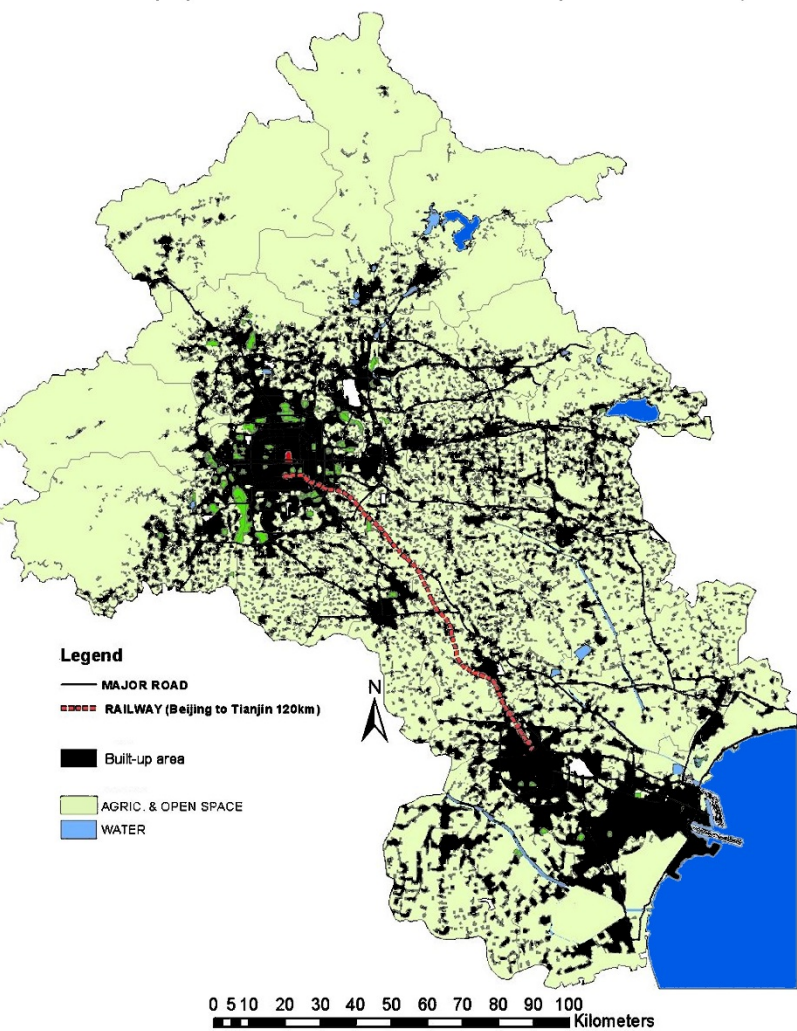 Legend
MAJOR ROAD
RAILWAY (Beijing to Tianjin 120km)
N
Built-up area
AGRIC. & OPEN SPACE
WATER
0 5 10 20 30 40 50 60 70 80 90 100
Kilometers